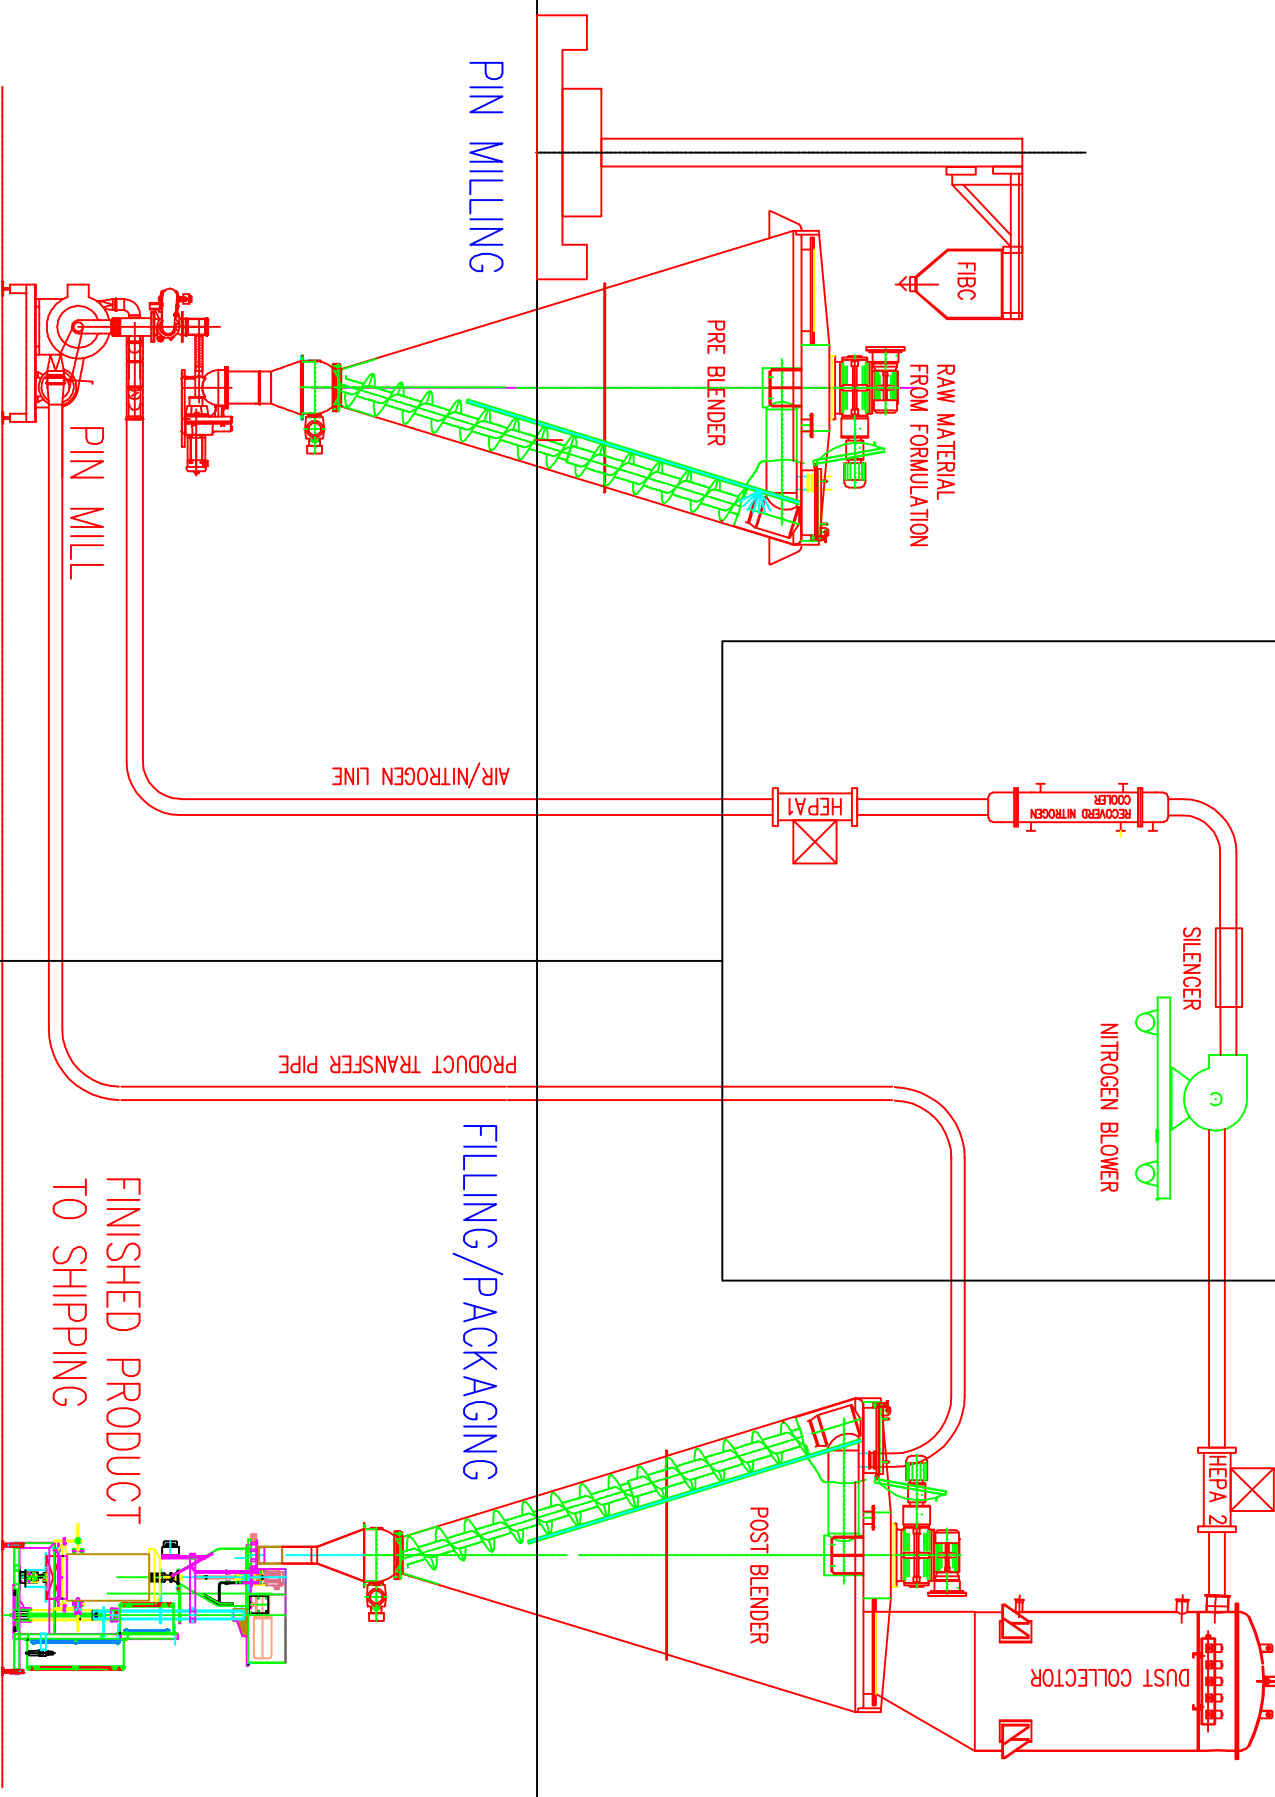 FIBC
RAW MATERIAL
FROM FORMULATION
PRE BLENDER
PIN MILLING
PIN MILL
AIR/NITROGEN LINE
HEPA1
RECOVERD NITROGEN
COOLER
SILENCER
NITROGEN BLOWER
PRODUCT TRANSFER PIPE
FILLING/PACKAGING
HEPA 2
DUST COLLECTOR
POST BLENDER
FINISHED PRODUCT
TO SHIPPING